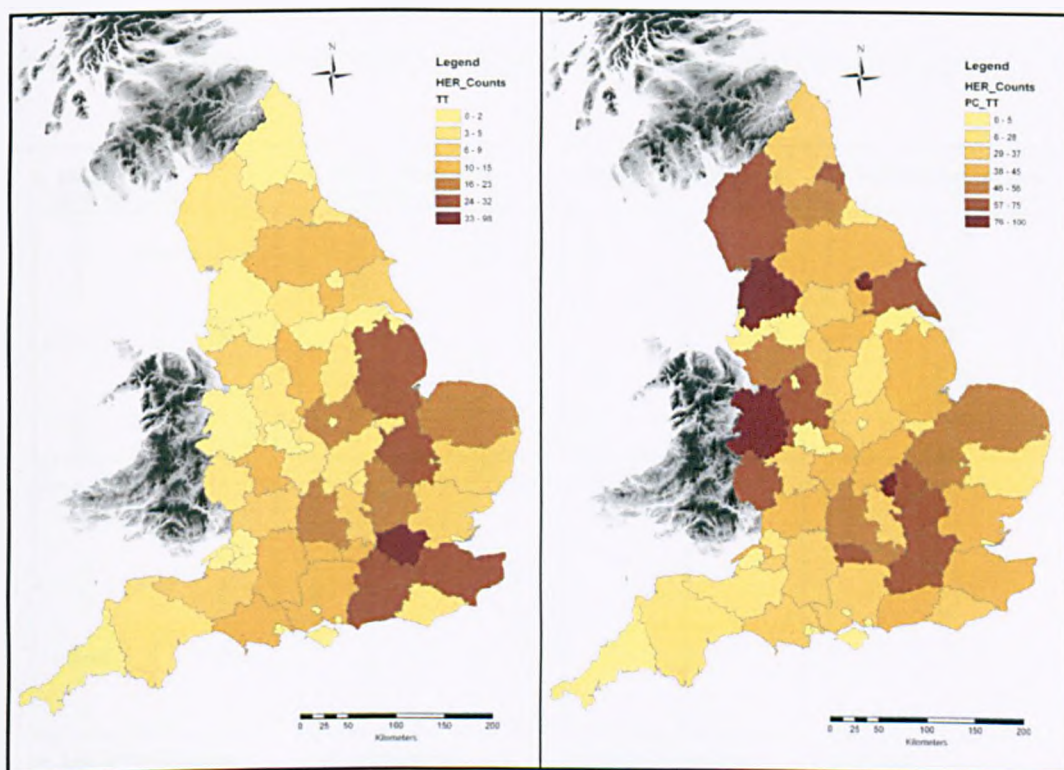 N
Legend
HER_Counts
TT
0 - 2
3 - 5
6 - 9
10 - 15
16 - 23
24 - 32
33 - 98
0 25 50 100 150 200
Kilometers
N
Legend
HER_Counts
PC_TT
0 - 5
6 - 28
29 - 37
38 - 45
46 - 56
57 - 75
76 - 100
0 25 50 100 150 200
Kilometers